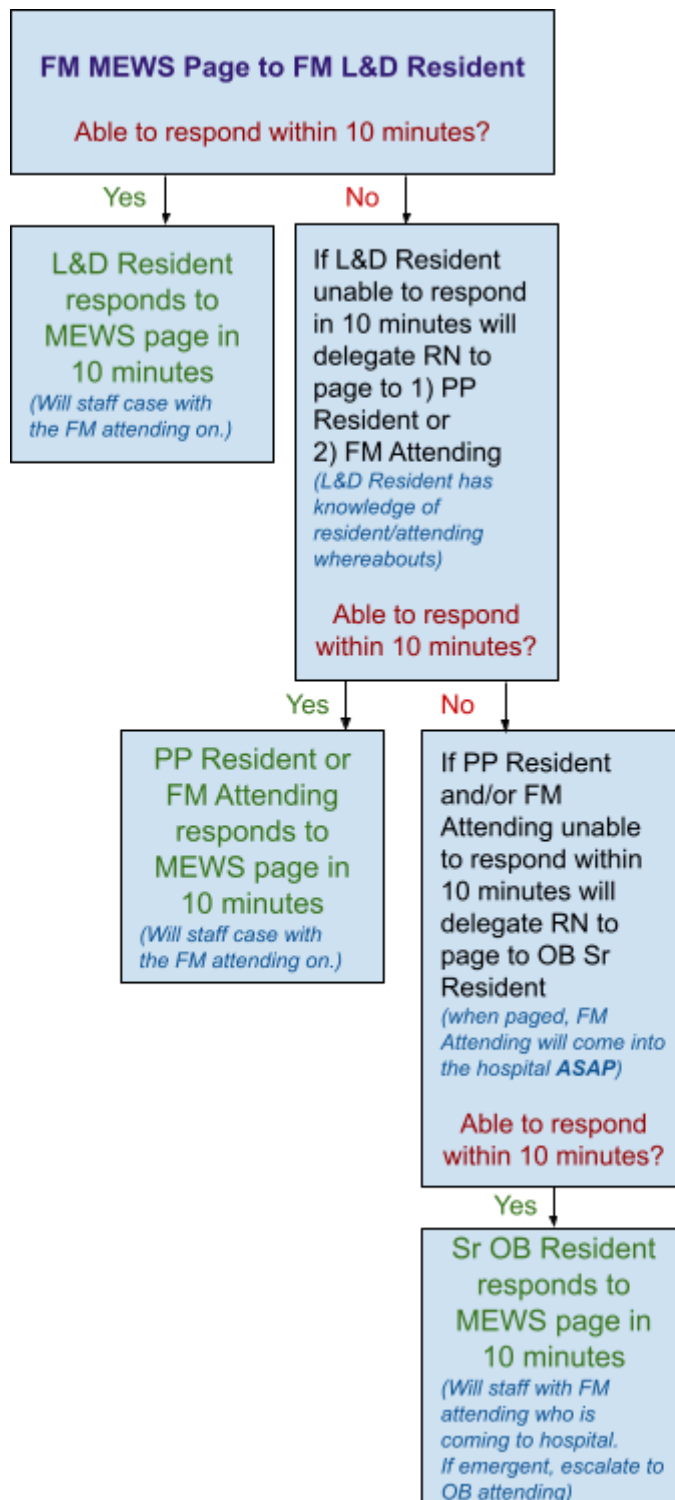 FM MEWS Page to FM L&D Resident
Able to respond within 10 minutes?
Yes
No
L&D Resident
responds to
MEWS page in
10 minutes
(Will staff case with
the FM attending on.)
If L&D Resident
unable to respond
in 10 minutes will
delegate RN to
page to 1) PP
Resident or
2) FM Attending
(L&D Resident has
knowledge of
resident/attending
whereabouts)
Able to respond
within 10 minutes?
Yes
No
PP Resident or
FM Attending
responds to
MEWS page in
10 minutes
(Will staff case with
the FM attending on.)
If PP Resident
and/or FM
Attending unable
to respond within
10 minutes will
delegate RN to
page to OB Sr
Resident
(when paged, FM
Attending will come into
the hospital ASAP)
Able to respond
within 10 minutes?
Yes
Sr OB Resident
responds to
MEWS page in
10 minutes
(Will staff with FM
attending who is
coming to hospital.
If emergent, escalate to
OB attending)